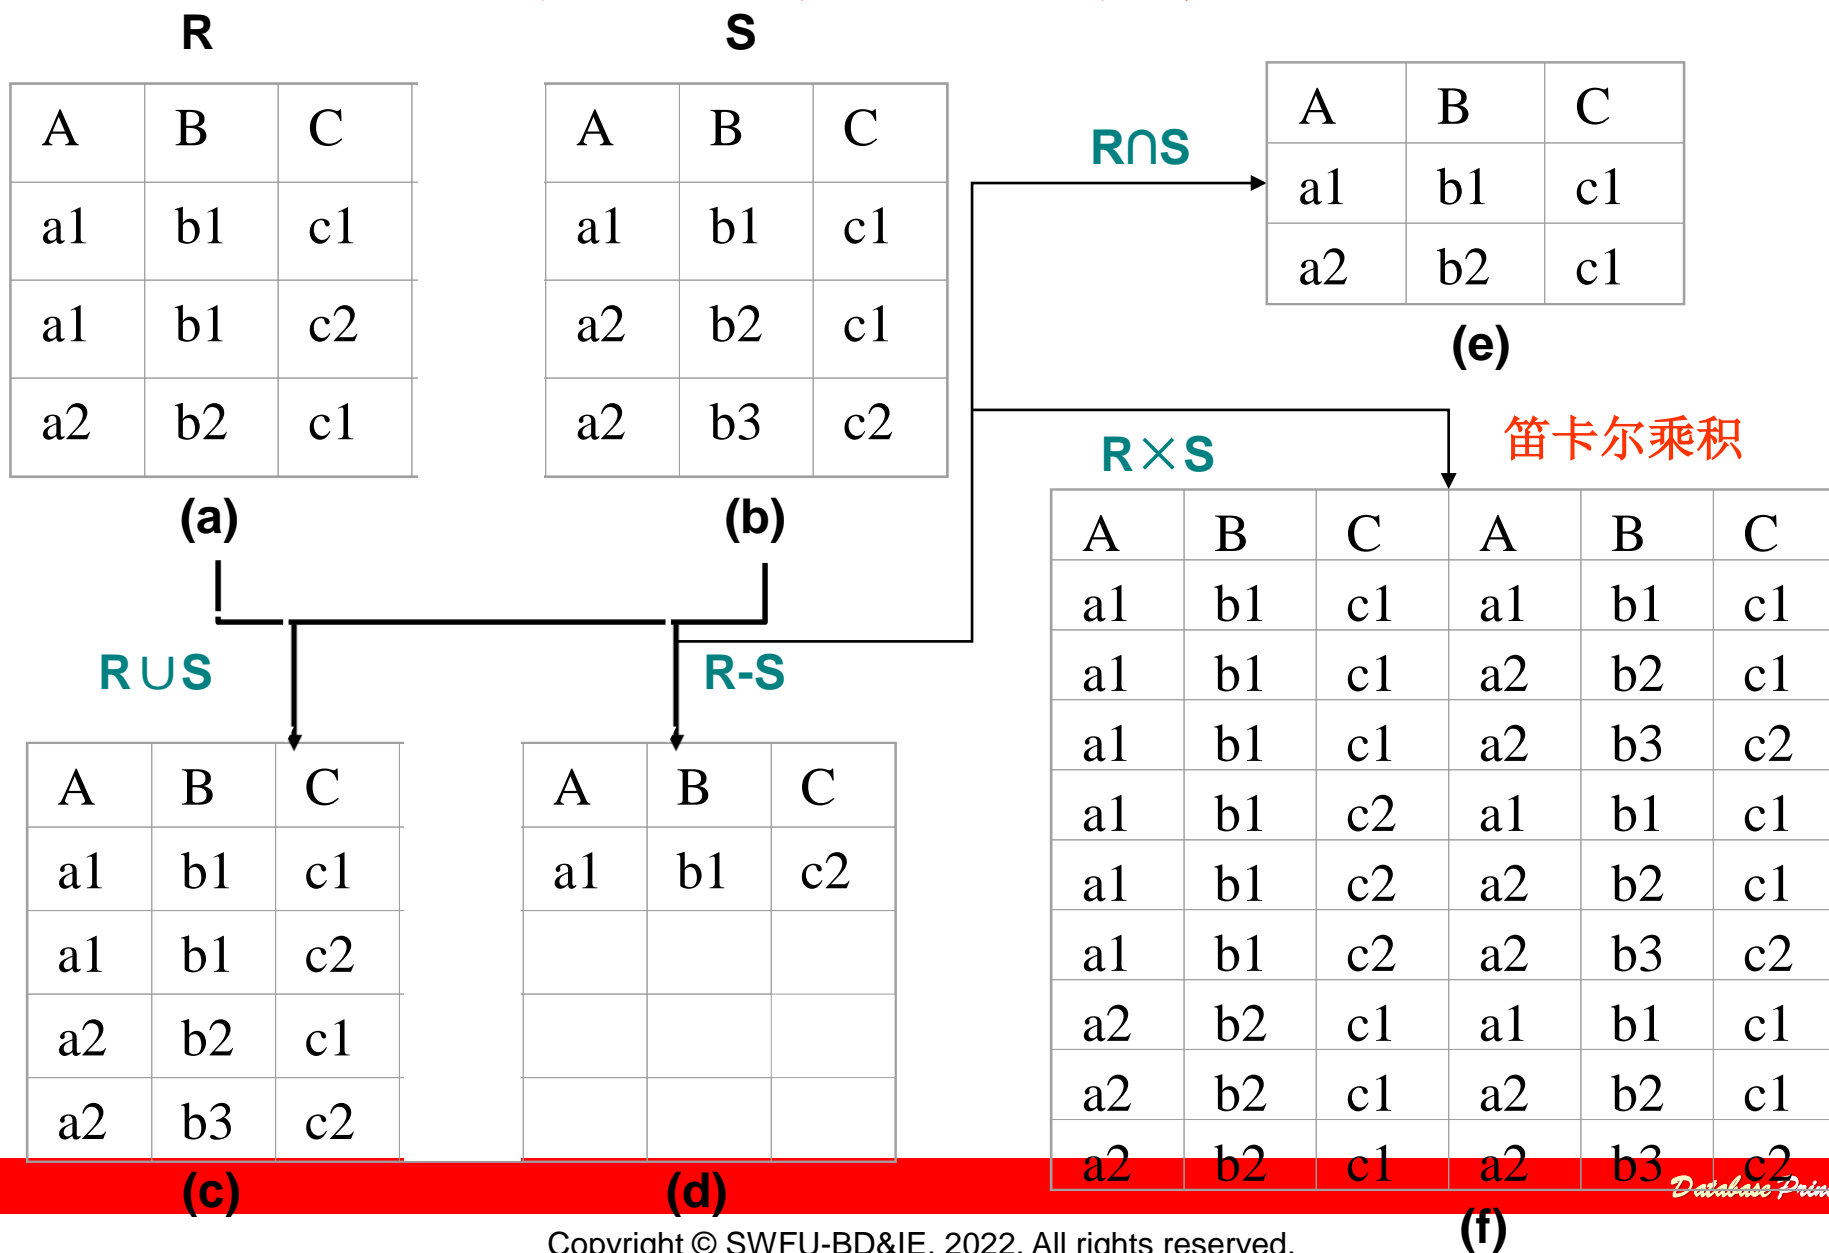 R
A B C
a1 b1 c1
a1 b1 c2
a2 b2 c1
(a)
S
A B C
a1 b1 c1
a2 b2 c1
a2 b3 c2
(b)
R∩S
A B C
a1 b1 c1
a2 b2 c1
(e)
R×S
笛卡尔乘积
A B C A B C
a1 b1 c1 a1 b1 c1
a1 b1 c1 a2 b2 c1
a1 b1 c1 a2 b3 c2
a1 b1 c2 a1 b1 c1
a1 b1 c2 a2 b2 c1
a1 b1 c2 a2 b3 c2
a2 b2 c1 a1 b1 c1
a2 b2 c1 a2 b2 c1
a2 b2 c1 a2 b3 c2
(f)
R∪S
A B C
a1 b1 c1
a1 b1 c2
a2 b2 c1
a2 b3 c2
(c)
R-S
A B C
a1 b1 c2
(d)
Database
Copyright © SWFU-BD&IE, 2022. All rights reserved.